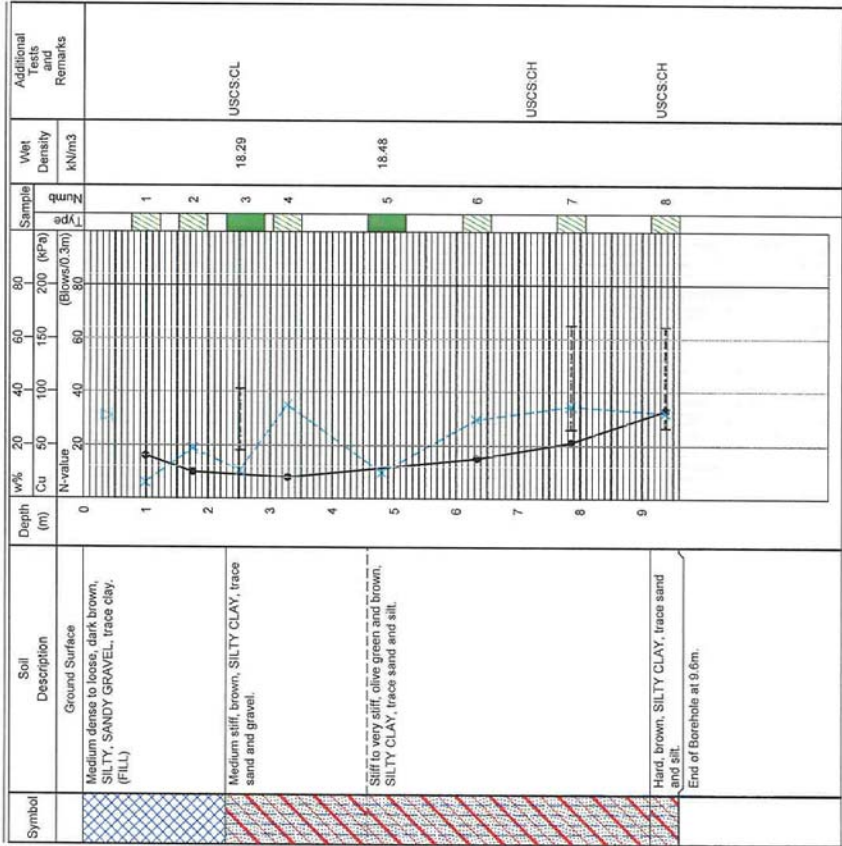 Symbol
Soil
Description
Depth
(m)
w%
20
40
60
80
Cu
50
100
150
200
(kPa)
N-value
20
40
60
80
(Blows/0.3m)
Sample
Type
Numb
Wet
Density
kN/m3
Additional
Tests
and
Remarks
Ground Surface
Medium dense to loose, dark brown,
SILTY, SANDY GRAVEL, trace clay.
(FILL)
Medium stiff, brown, SILTY CLAY, trace
sand and gravel.
Stiff to very stiff, olive green and brown,
SILTY CLAY, trace sand and silt.
Hard, brown, SILTY CLAY, trace sand
and silt.
End of Borehole at 9.6m.
0
1
2
3
4
5
6
7
8
9
1
2
3
4
5
6
7
8
18.29
18.48
USCS:CL
USCS:CH
USCS:CH